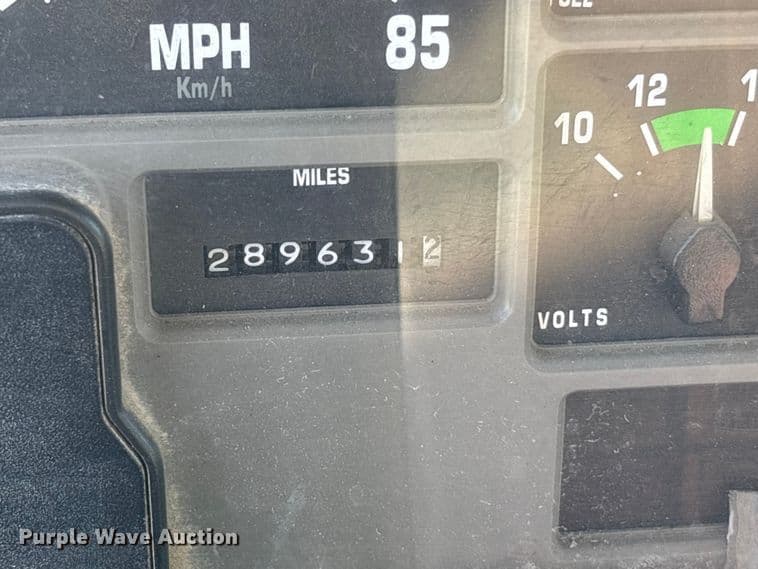 MPH 85
Km/h
12
10
MILES
2896312
VOLTS
Purple Wave Auction